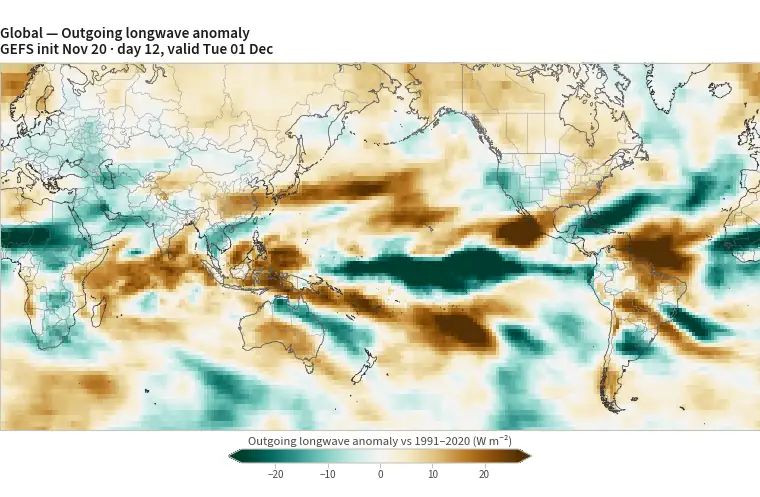 Global — Outgoing longwave anomaly
GEFS init Nov 20 · day 12, valid Tue 01 Dec
Outgoing longwave anomaly vs 1991–2020 (W m⁻²)
−20 −10 0 10 20